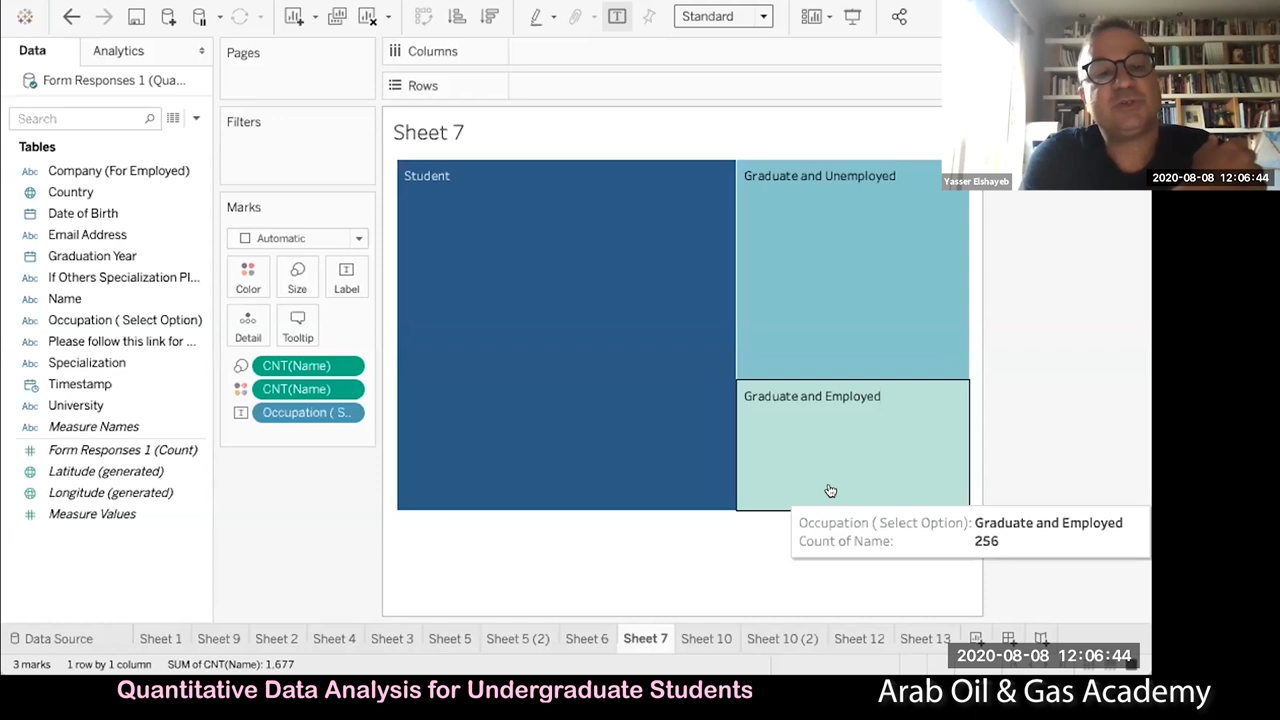 Standard
Data
Analytics
Pages
Columns
Form Responses 1 (Qua...
Rows
Search
Filters
Sheet 7
Tables
Company (For Employed)
Country
Date of Birth
Email Address
Graduation Year
If Others Specialization Pl...
Name
Occupation ( Select Option)
Please follow this link for ...
Specialization
Timestamp
University
Measure Names
Form Responses 1 (Count)
Latitude (generated)
Longitude (generated)
Measure Values
Marks
Automatic
Color
Size
Label
Detail
Tooltip
CNT(Name)
CNT(Name)
Occupation ( S..
Student
Graduate and Unemployed
Graduate and Employed
Occupation ( Select Option): Graduate and Employed
Count of Name: 256
Yasser Elshayeb
2020-08-08 12:06:44
Data Source
Sheet 1
Sheet 9
Sheet 2
Sheet 4
Sheet 3
Sheet 5
Sheet 5 (2)
Sheet 6
Sheet 7
Sheet 10
Sheet 10 (2)
Sheet 12
Sheet 13
3 marks
1 row by 1 column
SUM of CNT(Name): 1.677
2020-08-08 12:06:44
Quantitative Data Analysis for Undergraduate Students
Arab Oil & Gas Academy